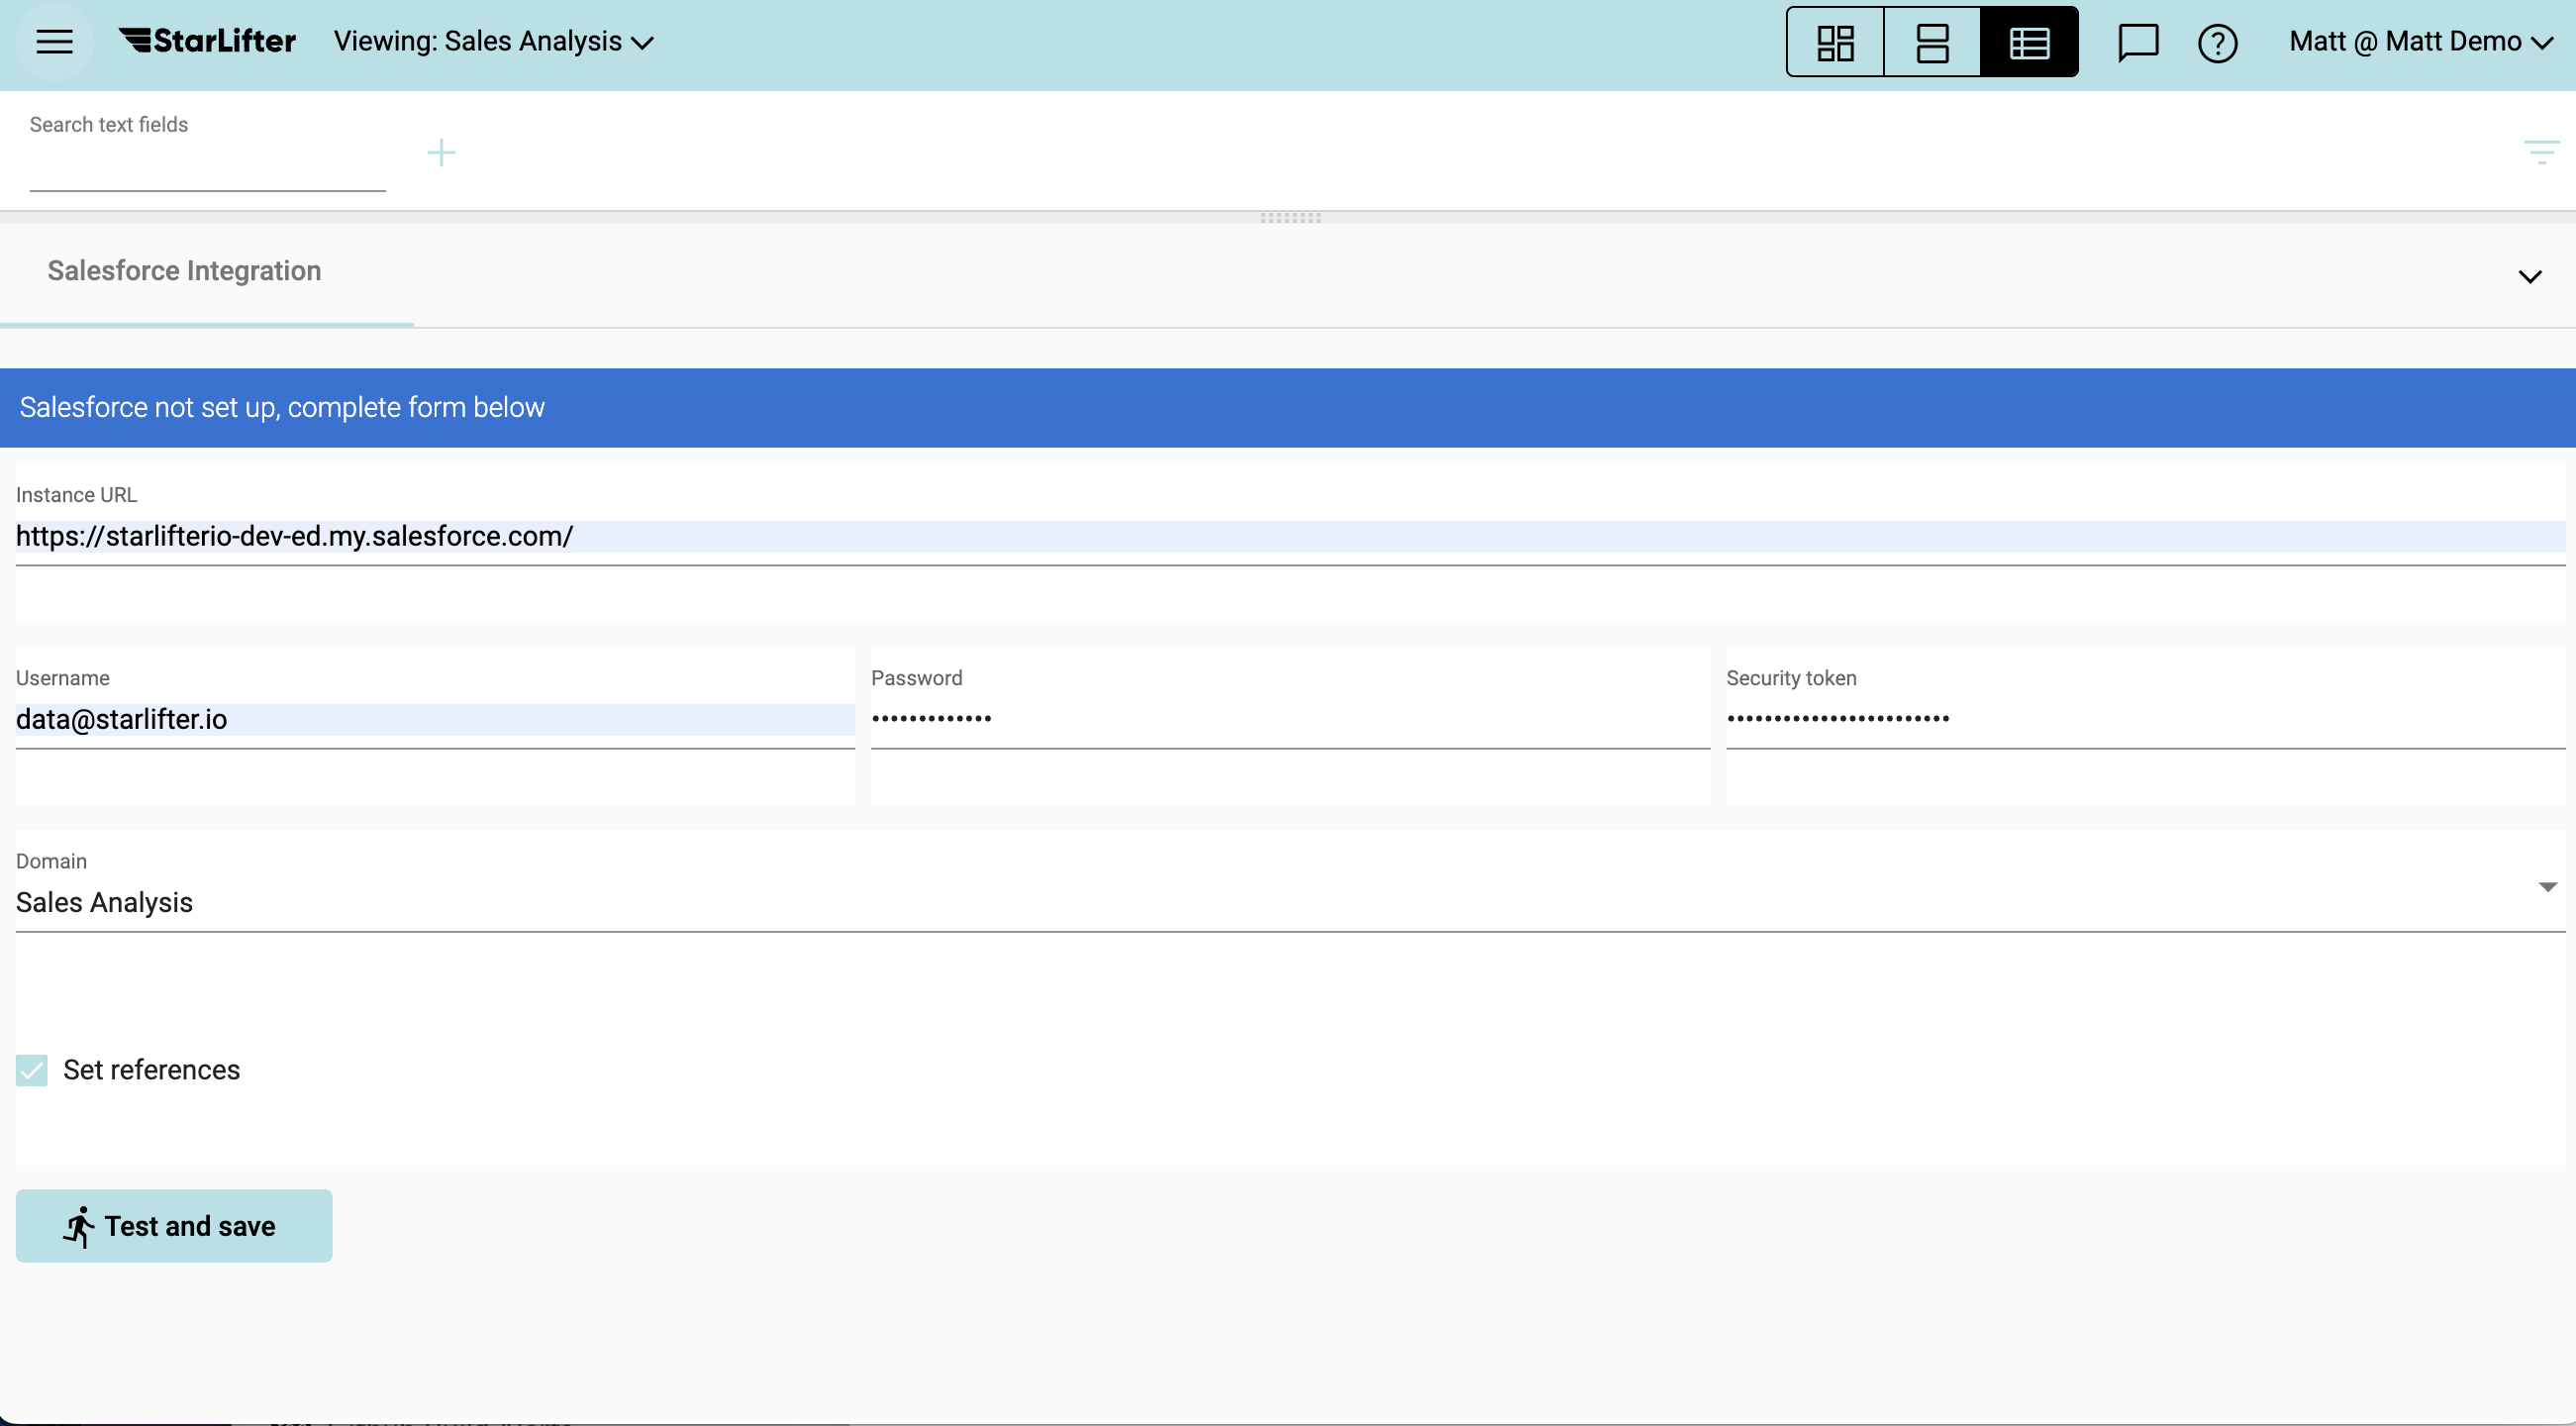 StarLifter
Viewing: Sales Analysis
Matt @ Matt Demo
Search text fields
Salesforce Integration
Salesforce not set up, complete form below
Instance URL
https://starlifterio-dev-ed.my.salesforce.com/
Username
data@starlifter.io
Password
•••••••••••••
Security token
••••••••••••••••••••••••
Domain
Sales Analysis
Set references
Test and save